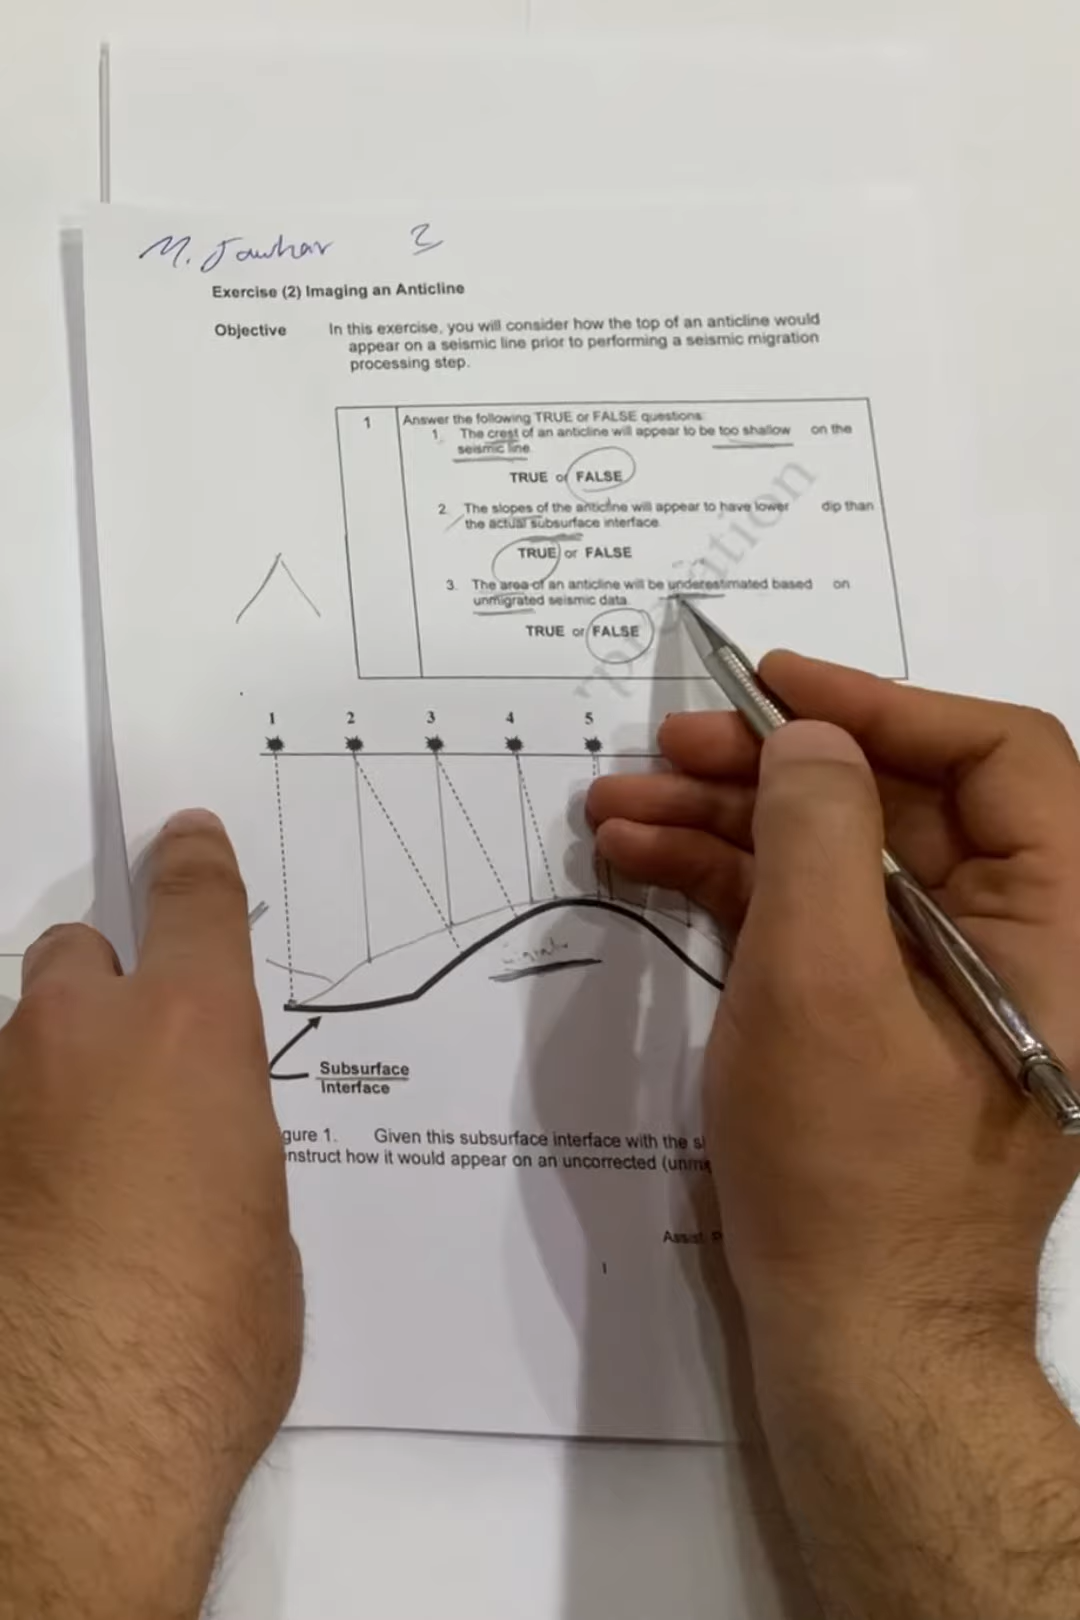 M. Jawhar 2
Exercise (2) Imaging an Anticline
Objective In this exercise, you will consider how the top of an anticline would
appear on a seismic line prior to performing a seismic migration
processing step.
1 Answer the following TRUE or FALSE questions:
1. The crest of an anticline will appear to be too shallow on the
seismic line.
TRUE or FALSE
2. The slopes of the anticline will appear to have lower dip than
the actual subsurface interface.
TRUE or FALSE
3. The area of an anticline will be underestimated based on
unmigrated seismic data.
TRUE or FALSE
1 2 3 4 5
Subsurface
Interface
gure 1. Given this subsurface interface with the
nstruct how it would appear on an uncorrected
Assist.
1